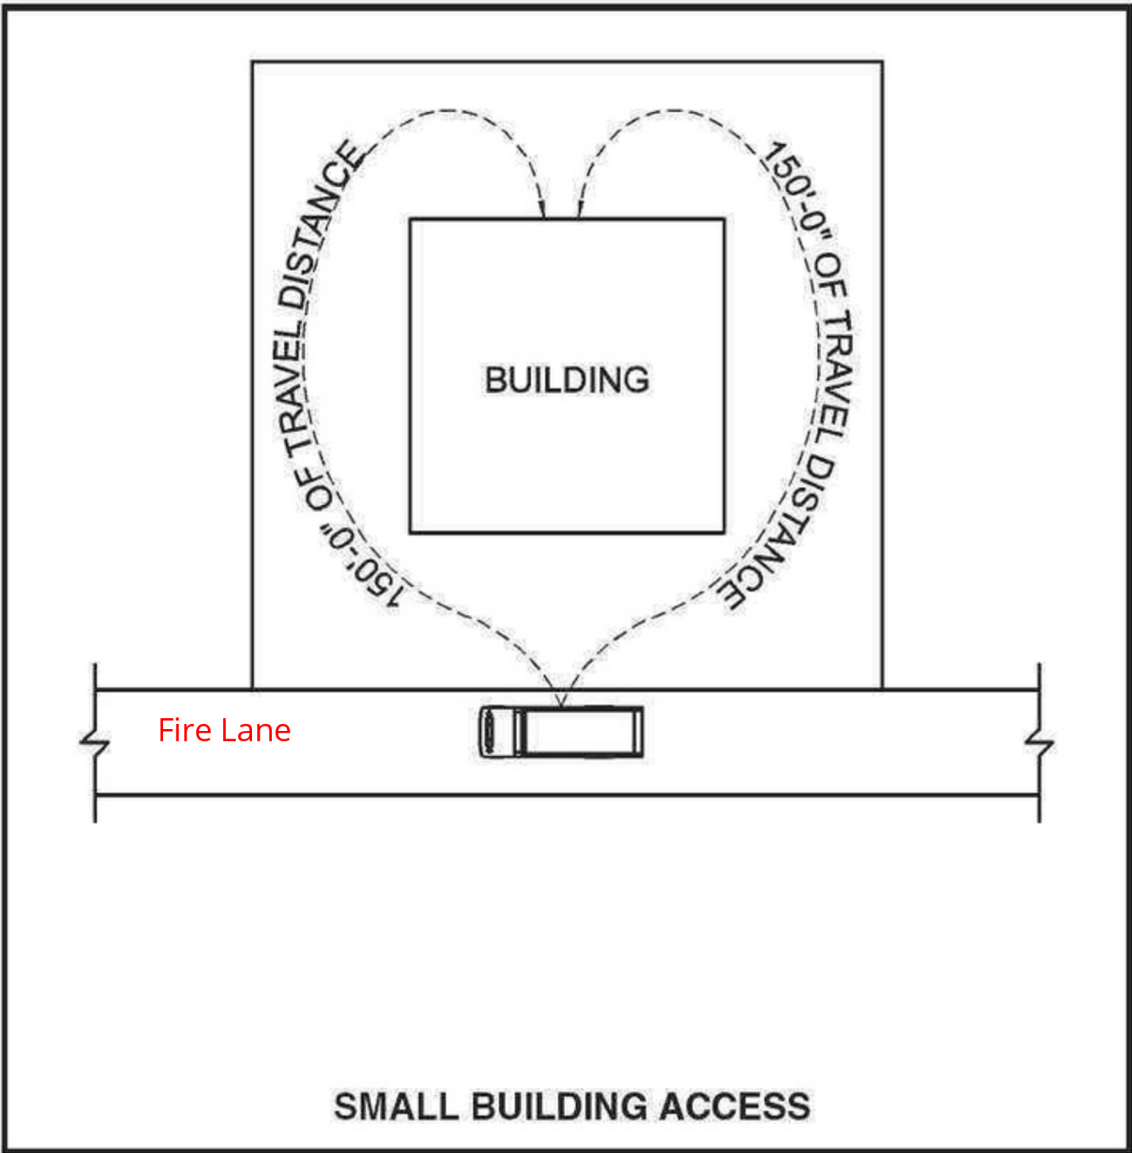 150'-0" OF TRAVEL DISTANCE
150'-0" OF TRAVEL DISTANCE
BUILDING
Fire Lane
SMALL BUILDING ACCESS